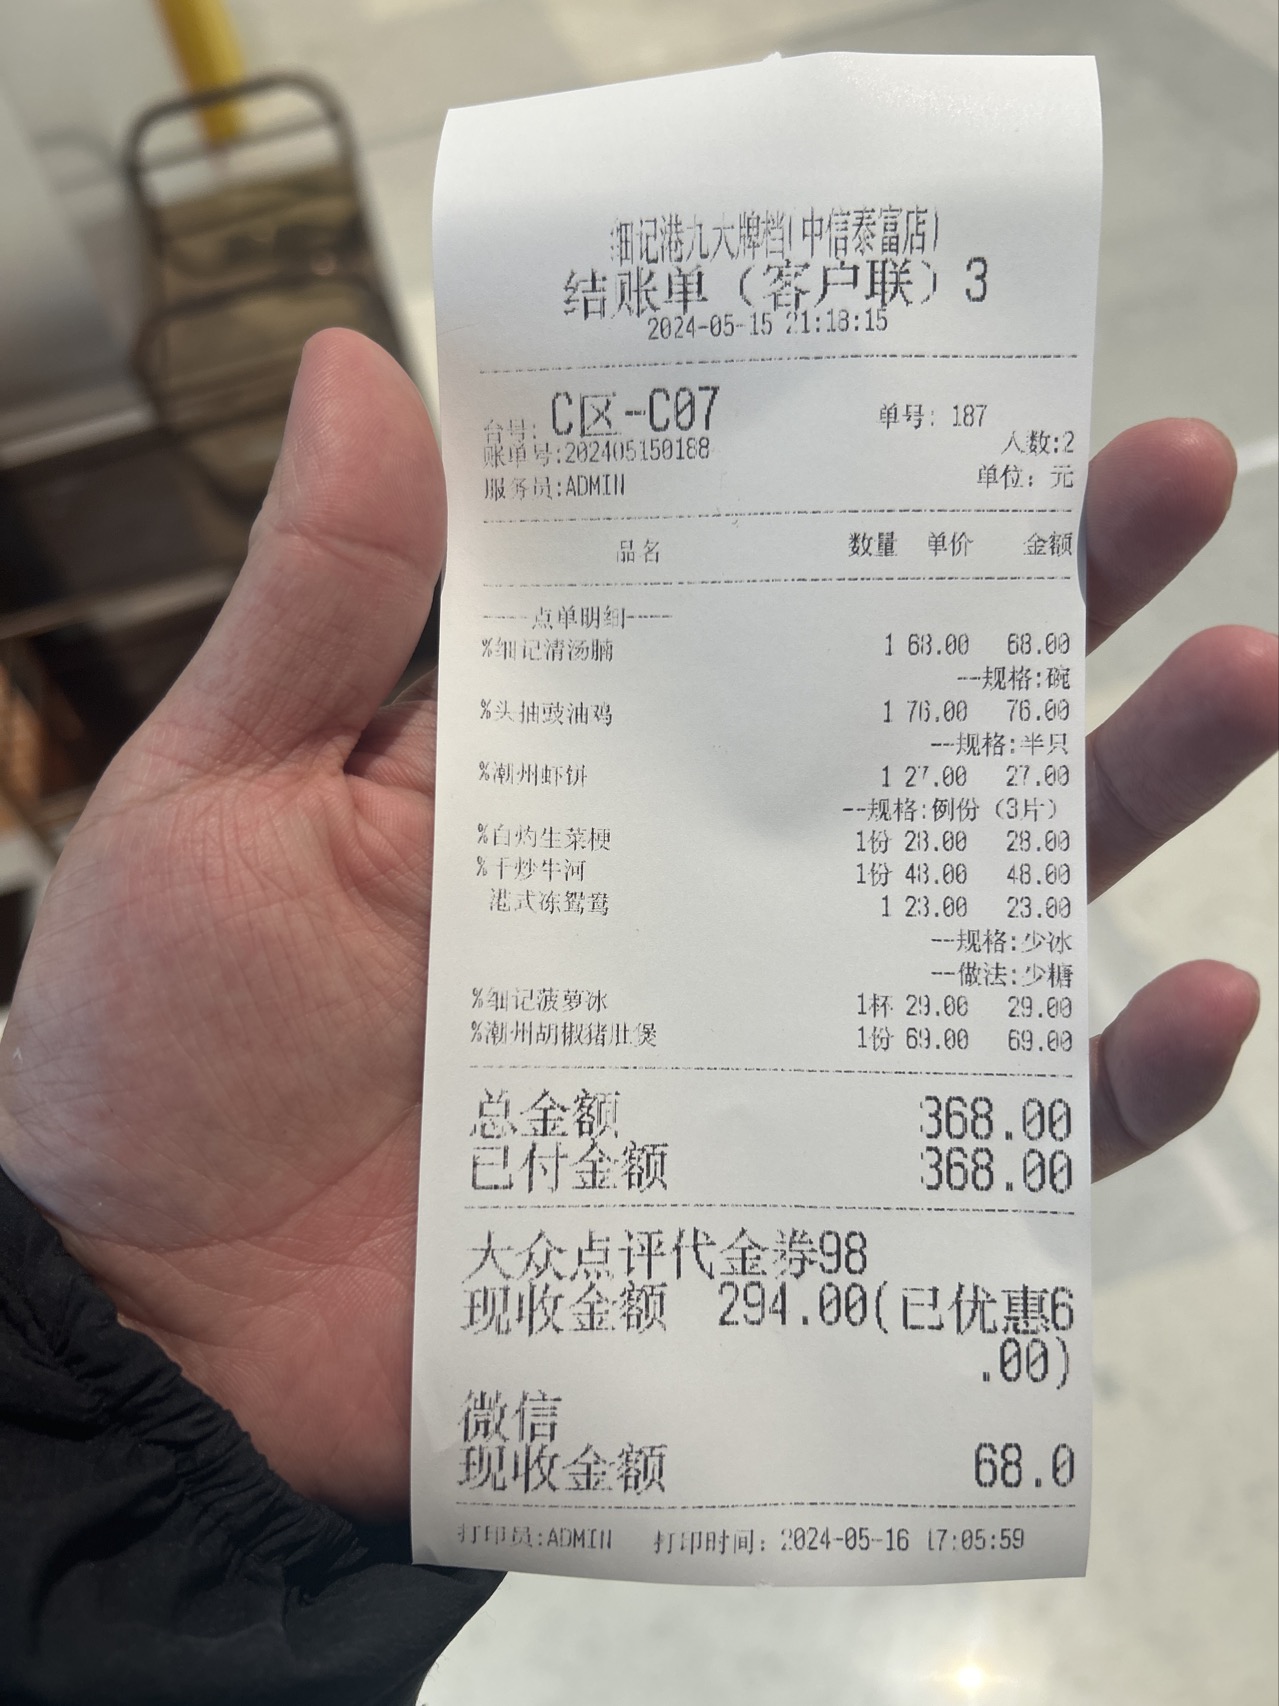 细记港九大牌档(中信泰富店)
结账单（客户联）3
2024-05-15 21:18:15
台号: C区-C07 单号: 187
人数:2
账单号:202405150188
单位: 元
服务员:ADMIN
品名 数量 单价 金额
----点单明细----
%细记清汤腩 1 68.00 68.00
--规格:碗
%头抽豉油鸡 1 76.00 76.00
--规格:半只
%潮州虾饼 1 27.00 27.00
--规格:例份（3片）
%白灼生菜梗 1份 28.00 28.00
%干炒牛河 1份 48.00 48.00
港式冻鸳鸯 1 23.00 23.00
--规格:少冰
--做法:少糖
%细记菠萝冰 1杯 29.00 29.00
%潮州胡椒猪肚煲 1份 69.00 69.00
总金额 368.00
已付金额 368.00
大众点评代金券98
现收金额 294.00(已优惠6
.00)
微信
现收金额 68.0
打印员:ADMIN 打印时间: 2024-05-16 17:05:59